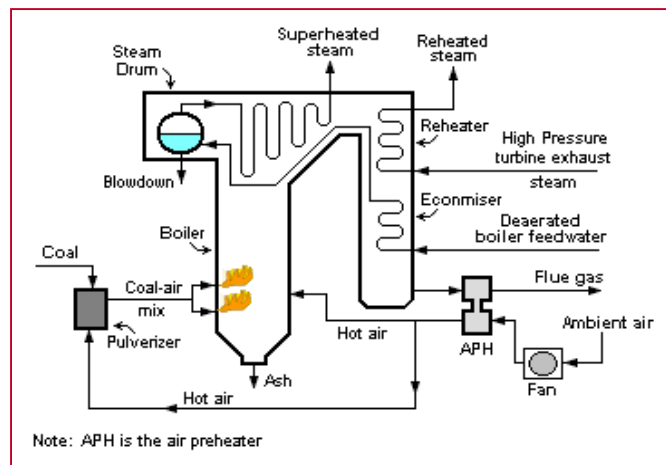 Superheated
steam
Reheated
steam
Steam
Drum
Reheater
High Pressure
turbine exhaust
steam
Blowdown
Econmiser
Boiler
Deaerated
boiler feedwater
Coal
Coal-air
mix
Flue gas
Pulverizer
Hot air
APH
Ambient air
Fan
Ash
Hot air
Note: APH is the air preheater